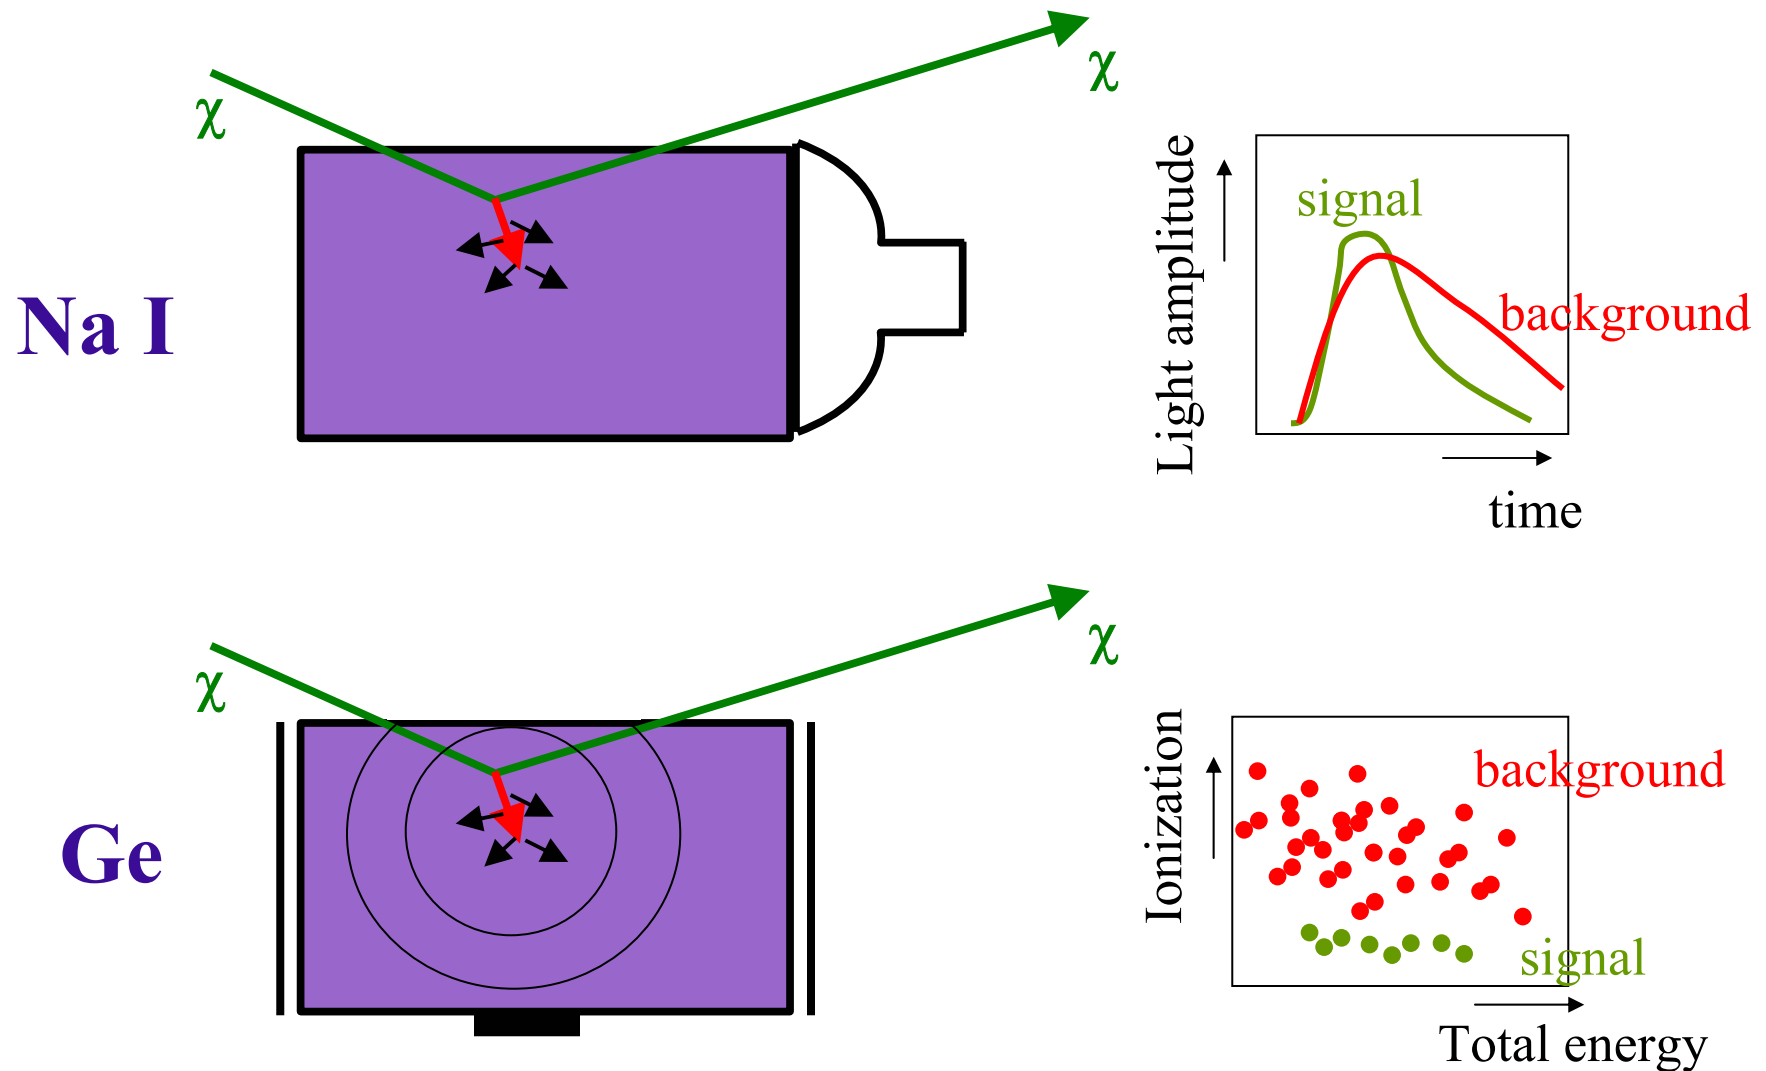 χ
χ
Na I
Light amplitude
signal
background
time
χ
χ
Ge
Ionization
background
signal
Total energy